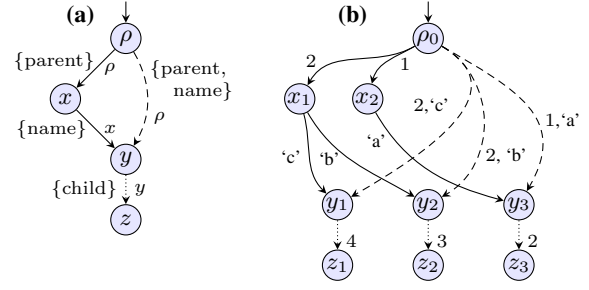 (a)
ρ
{parent}
ρ
{parent,
name}
x
{name}
x
ρ
y
{child}
y
z
(b)
ρ0
2
1
x1
x2
2,‘c’
1,‘a’
‘c’
‘b’
‘a’
2, ‘b’
y1
y2
y3
4
3
2
z1
z2
z3